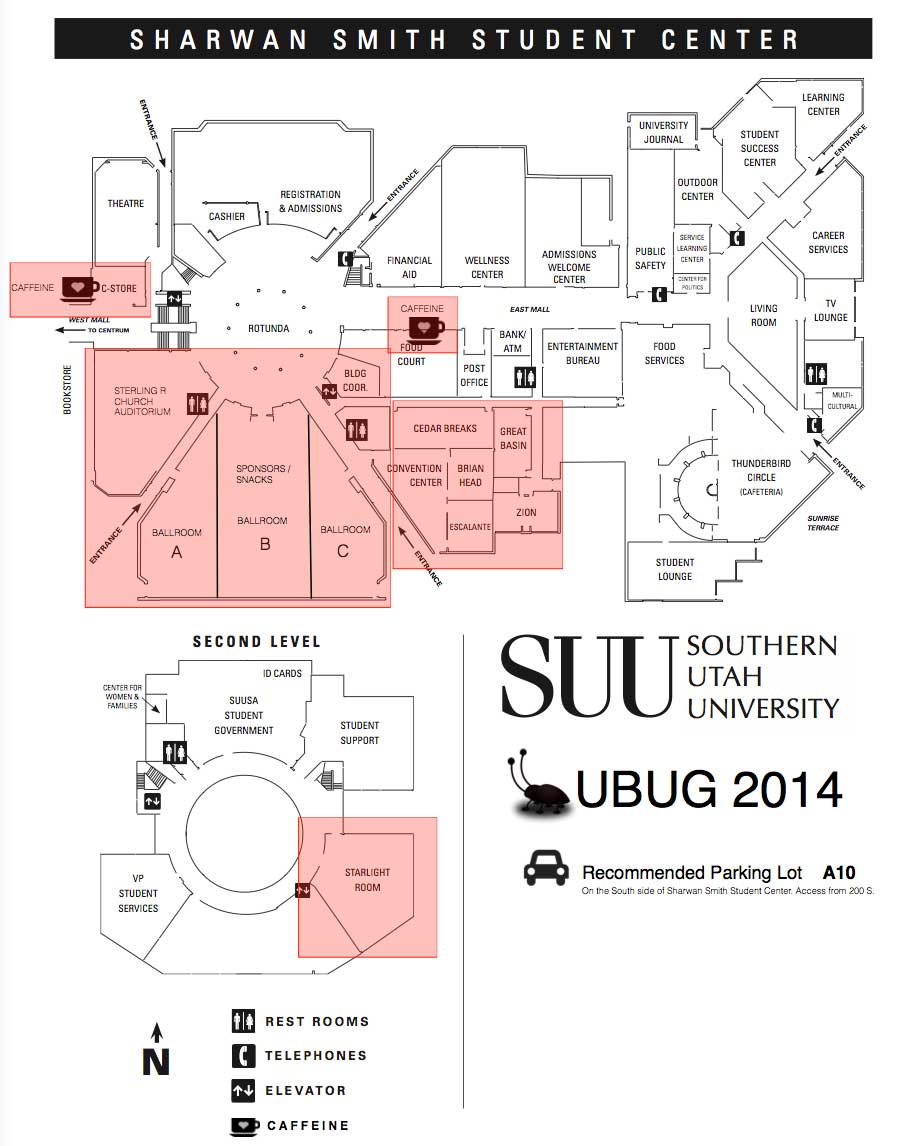 SHARWAN SMITH STUDENT CENTER
LEARNING
CENTER
ENTRANCE
UNIVERSITY
JOURNAL
STUDENT
SUCCESS
CENTER
ENTRANCE
THEATRE
REGISTRATION
& ADMISSIONS
CASHIER
ENTRANCE
OUTDOOR
CENTER
FINANCIAL
AID
WELLNESS
CENTER
ADMISSIONS
WELCOME
CENTER
PUBLIC
SAFETY
SERVICE
LEARNING
CENTER
CENTER FOR
POLITICS
CAREER
SERVICES
CAFFEINE
C-STORE
WEST MALL
TO CENTRUM
ROTUNDA
CAFFEINE
FOOD
COURT
EAST MALL
BANK/
ATM
POST
OFFICE
ENTERTAINMENT
BUREAU
FOOD
SERVICES
LIVING
ROOM
TV
LOUNGE
MULTI-
CULTURAL
BOOKSTORE
STERLING R
CHURCH
AUDITORIUM
BLDG
COOR.
CEDAR BREAKS
GREAT
BASIN
CONVENTION
CENTER
BRIAN
HEAD
ESCALANTE
ZION
SPONSORS /
SNACKS
BALLROOM
A
BALLROOM
B
BALLROOM
C
ENTRANCE
ENTRANCE
THUNDERBIRD
CIRCLE
(CAFETERIA)
ENTRANCE
SUNRISE
TERRACE
STUDENT
LOUNGE
SECOND LEVEL
ID CARDS
CENTER FOR
WOMEN &
FAMILIES
SUUSA
STUDENT
GOVERNMENT
STUDENT
SUPPORT
VP
STUDENT
SERVICES
STARLIGHT
ROOM
SUU SOUTHERN
UTAH
UNIVERSITY
UBUG 2014
Recommended Parking Lot A10
On the South side of Sharwan Smith Student Center. Access from 200 S.
N
REST ROOMS
TELEPHONES
ELEVATOR
CAFFEINE